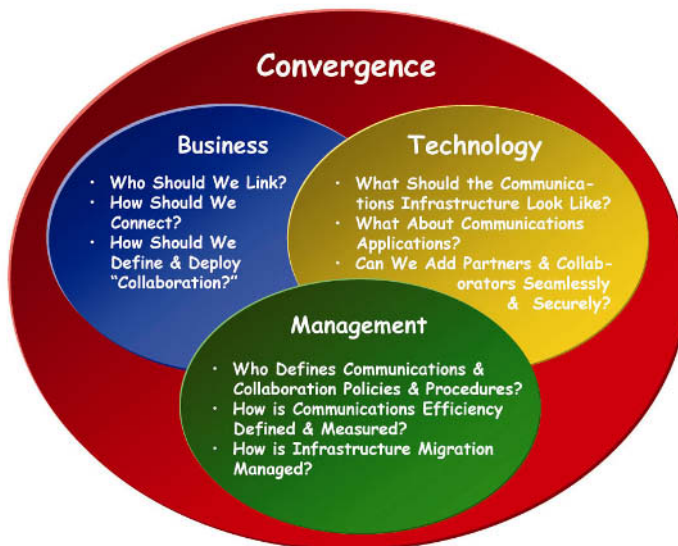 Convergence
Business
· Who Should We Link?
· How Should We
Connect?
· How Should We
Define & Deploy
“Collaboration?”
Technology
· What Should the Communica-
tions Infrastructure Look Like?
· What About Communications
Applications?
· Can We Add Partners & Collab-
orators Seamlessly
& Securely?
Management
· Who Defines Communications &
Collaboration Policies & Procedures?
· How is Communications Efficiency
Defined & Measured?
· How is Infrastructure Migration
Managed?